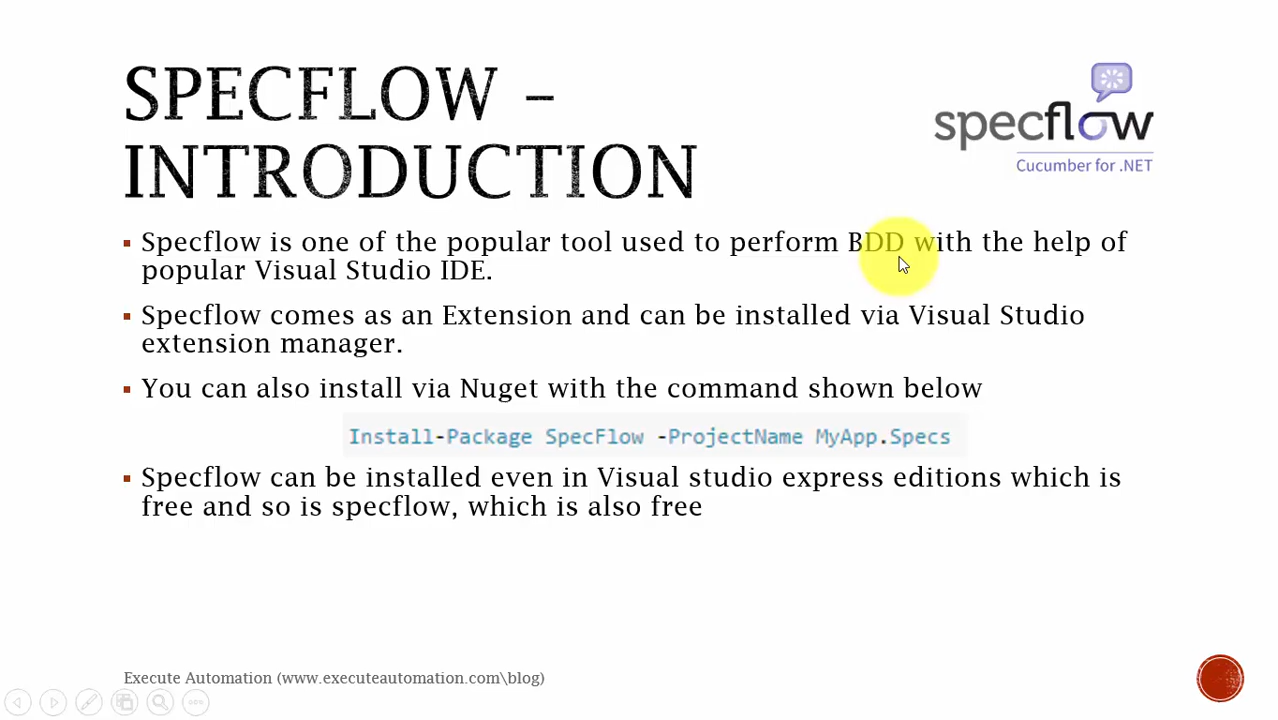 SPECFLOW –
INTRODUCTION
specflow
Cucumber for .NET
▪ Specflow is one of the popular tool used to perform BDD with the help of
popular Visual Studio IDE.
▪ Specflow comes as an Extension and can be installed via Visual Studio
extension manager.
▪ You can also install via Nuget with the command shown below
Install-Package SpecFlow -ProjectName MyApp.Specs
▪ Specflow can be installed even in Visual studio express editions which is
free and so is specflow, which is also free
Execute Automation (www.executeautomation.com\blog)